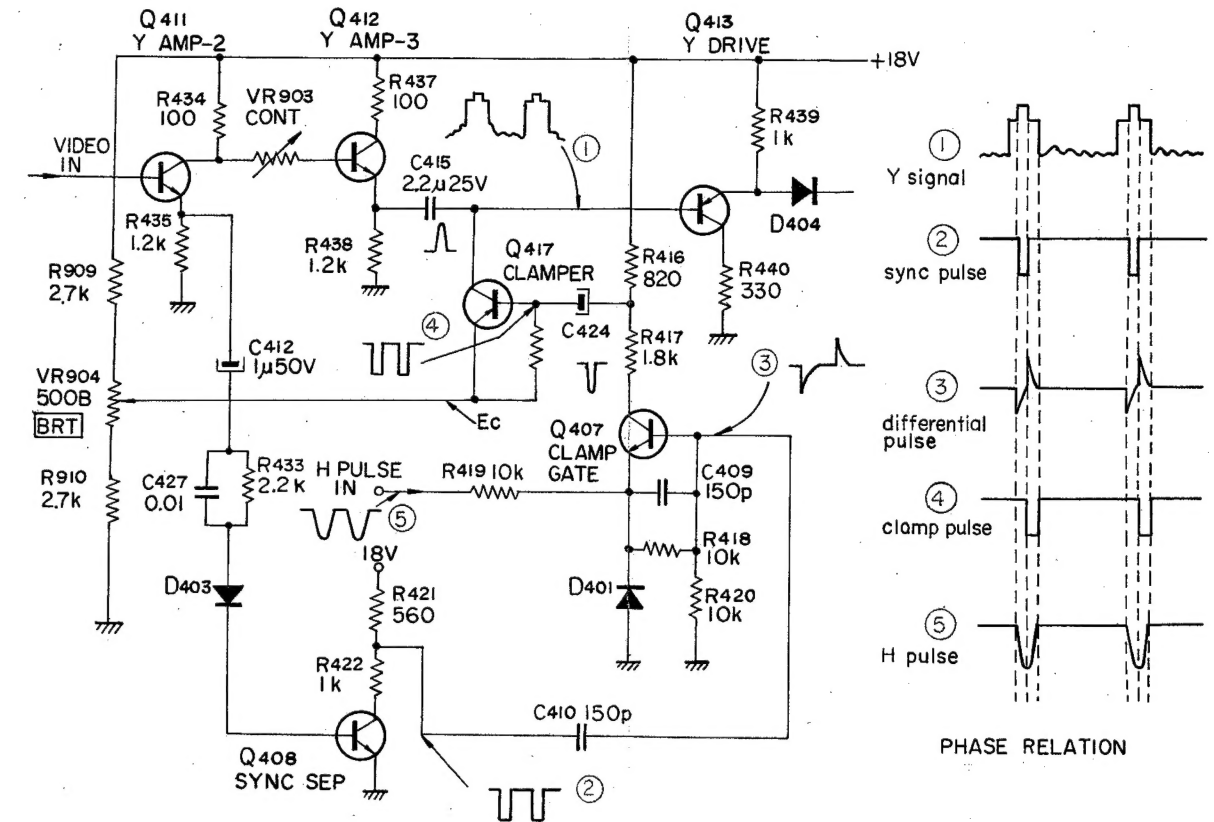 Q411
Y AMP-2
Q412
Y AMP-3
Q413
Y DRIVE
+18V
R434
100
VR903
CONT
R437
100
①
R439
1k
VIDEO
IN
C415
2.2µ25V
D404
R435
1.2k
R438
1.2k
Q417
CLAMPER
R416
820
R440
330
R909
2.7k
④
C424
R417
1.8k
③
C412
1µ50V
VR904
500B
BRT
Ec
Q407
CLAMP
GATE
R910
2.7k
C427
0.01
R433
2.2k
H PULSE
IN
R419 10k
C409
150p
⑤
18V
R418
10k
D403
R421
560
D401
R420
10k
R422
1k
C410 150p
Q408
SYNC SEP
②
①
Y signal
②
sync pulse
③
differential
pulse
④
clamp pulse
⑤
H pulse
PHASE RELATION